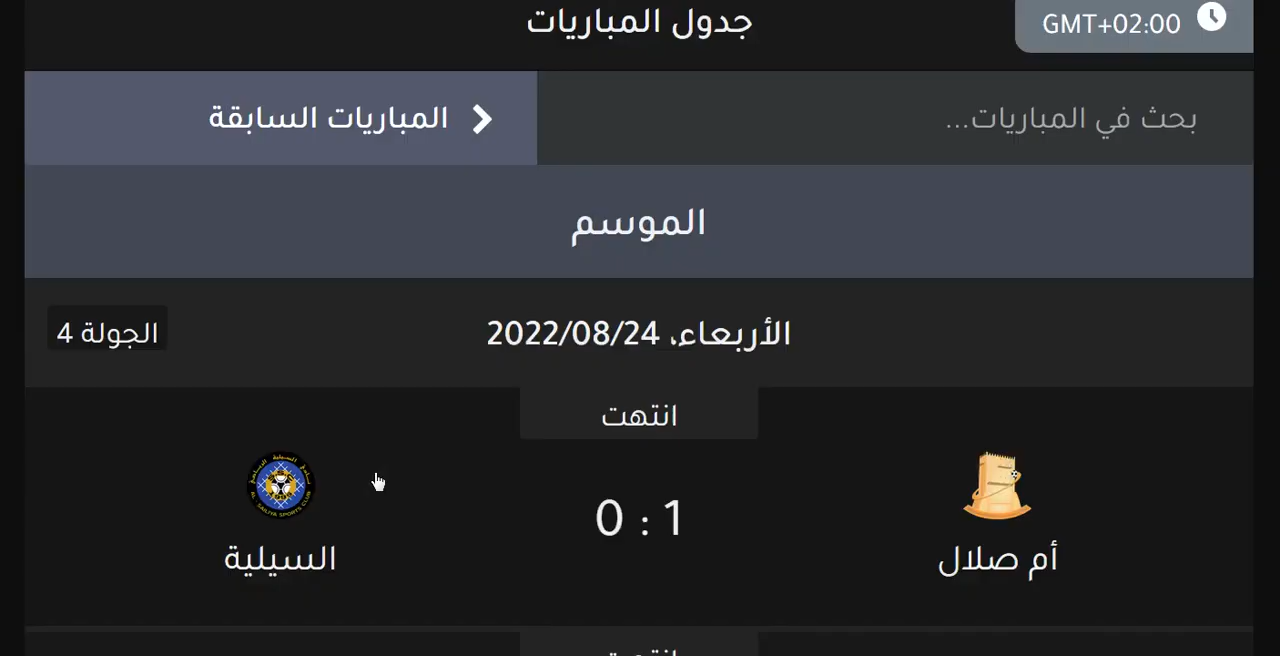 جدول المباريات
GMT+02:00
بحث في المباريات...
المباريات السابقة
الموسم
الأربعاء، 2022/08/24
الجولة 4
انتهت
أم صلال
1 : 0
السيلية